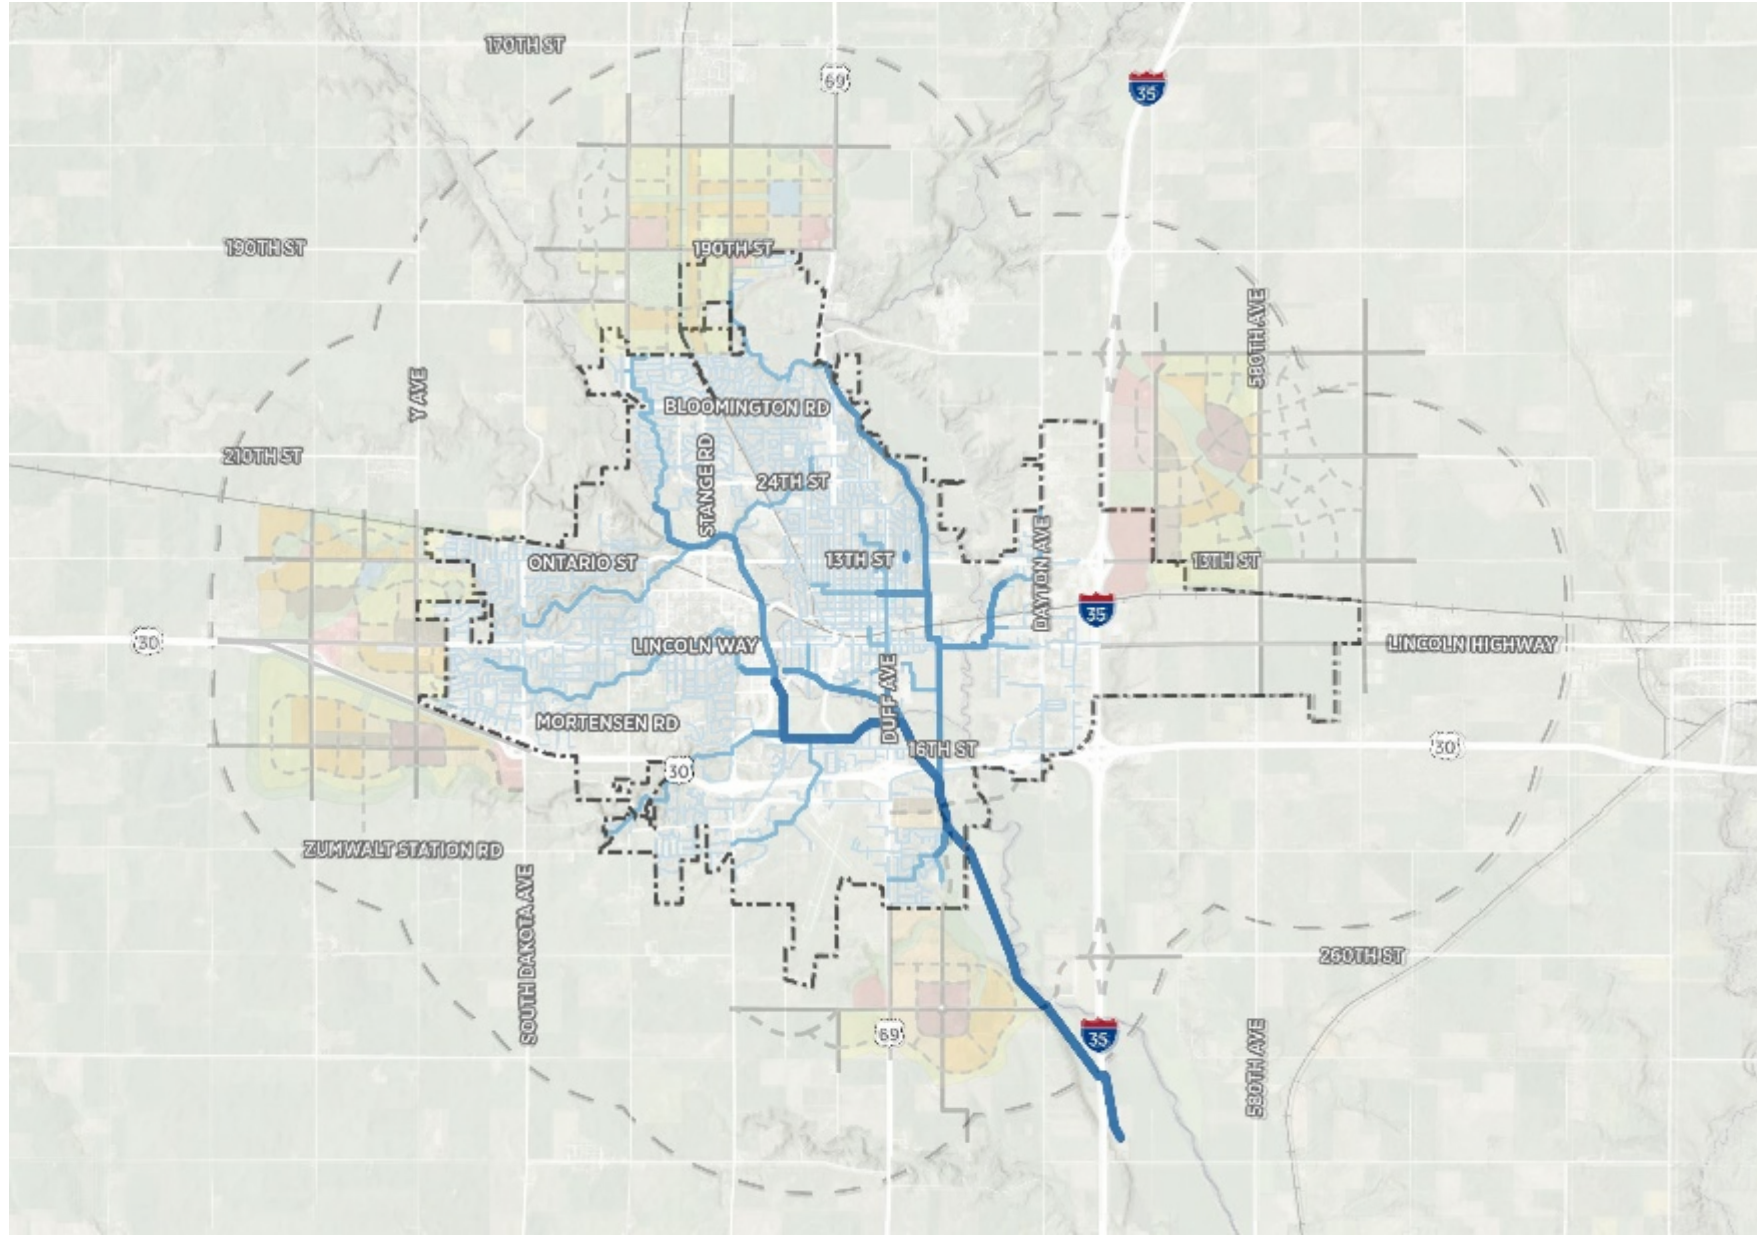 170TH ST
69
35
190TH ST
190TH ST
580TH AVE
Y AVE
BLOOMINGTON RD
210TH ST
STANGE RD
24TH ST
ONTARIO ST
13TH ST
DAYTON AVE
13TH ST
35
30
LINCOLN WAY
LINCOLN HIGHWAY
DUFF AVE
MORTENSEN RD
16TH ST
30
30
ZUMWALT STATION RD
SOUTH DAKOTA AVE
260TH ST
69
35
580TH AVE